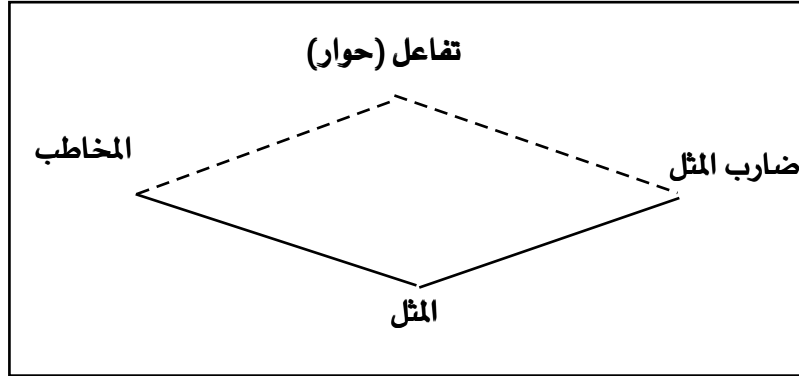 تفاعل (حوار)
ضارب المثل
المخاطب
المثل